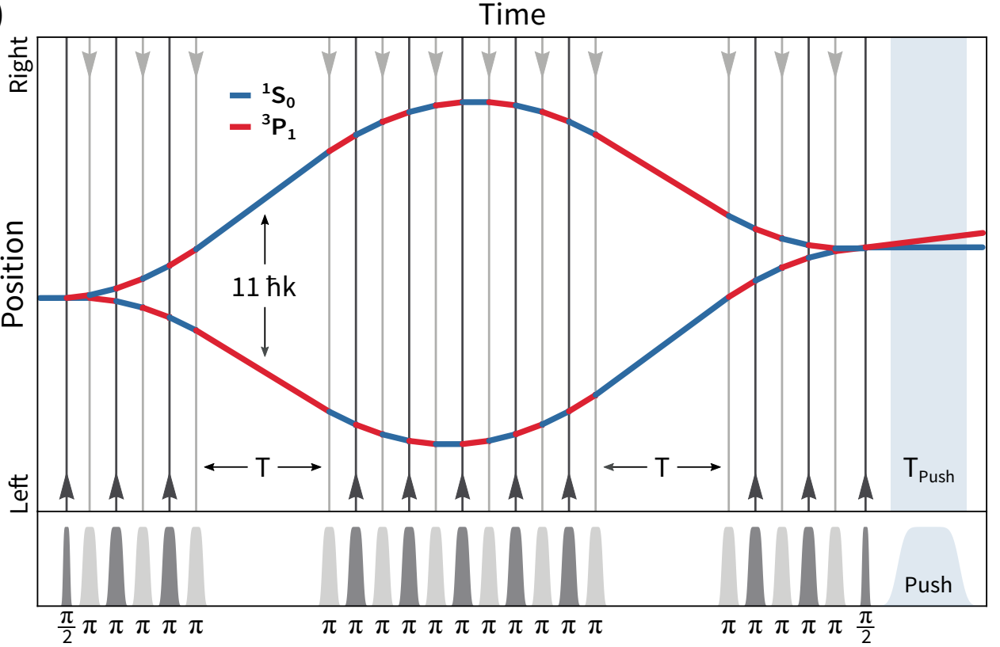 )
Time
Right
Position
Left
¹S₀
³P₁
11 ħk
T
T
T_Push
Push
π/2 π π π π π π π π π π π π π π π π π π π π π π π/2